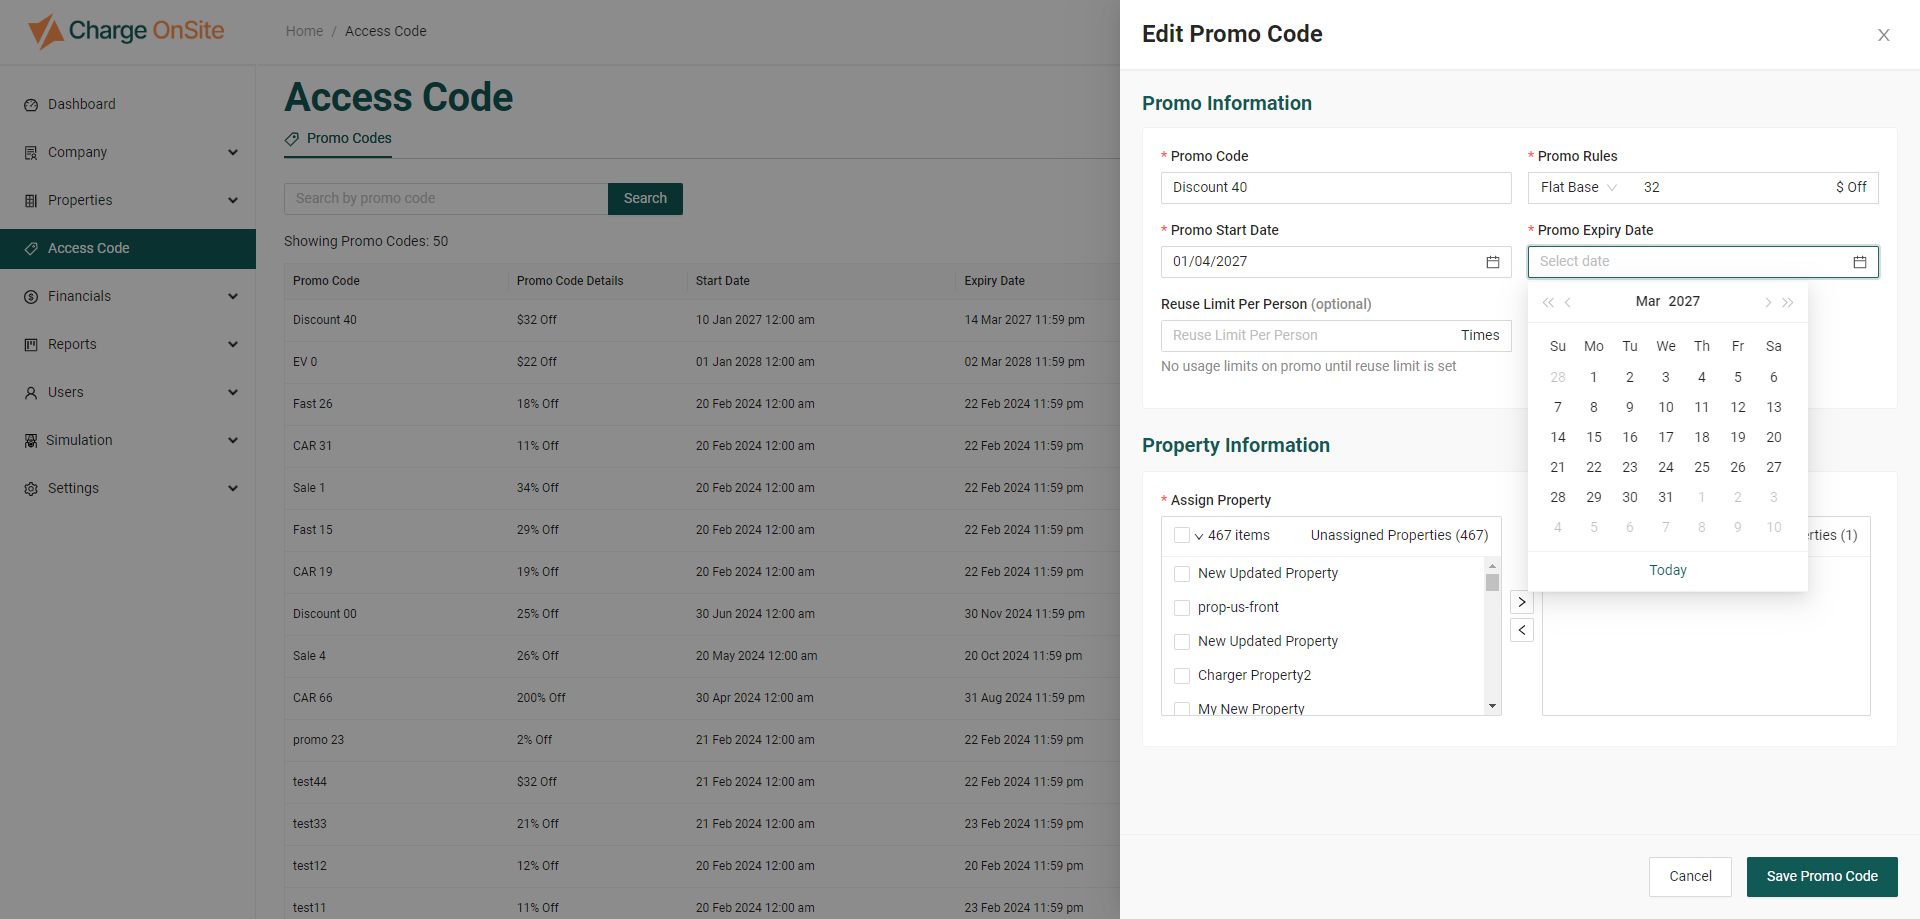 Charge OnSite
Home / Access Code
Dashboard
Company
Properties
Access Code
Financials
Reports
Users
Simulation
Settings
Access Code
Promo Codes
Search by promo code
Search
Showing Promo Codes: 50
Promo Code Promo Code Details Start Date Expiry Date
Discount 40 $32 Off 10 Jan 2027 12:00 am 14 Mar 2027 11:59 pm
EV 0 $22 Off 01 Jan 2028 12:00 am 02 Mar 2028 11:59 pm
Fast 26 18% Off 20 Feb 2024 12:00 am 22 Feb 2024 11:59 pm
CAR 31 11% Off 20 Feb 2024 12:00 am 22 Feb 2024 11:59 pm
Sale 1 34% Off 20 Feb 2024 12:00 am 22 Feb 2024 11:59 pm
Fast 15 29% Off 20 Feb 2024 12:00 am 22 Feb 2024 11:59 pm
CAR 19 19% Off 20 Feb 2024 12:00 am 22 Feb 2024 11:59 pm
Discount 00 25% Off 30 Jun 2024 12:00 am 30 Nov 2024 11:59 pm
Sale 4 26% Off 20 May 2024 12:00 am 20 Oct 2024 11:59 pm
CAR 66 200% Off 30 Apr 2024 12:00 am 31 Aug 2024 11:59 pm
promo 23 2% Off 21 Feb 2024 12:00 am 22 Feb 2024 11:59 pm
test44 $32 Off 21 Feb 2024 12:00 am 22 Feb 2024 11:59 pm
test33 21% Off 21 Feb 2024 12:00 am 23 Feb 2024 11:59 pm
test12 12% Off 20 Feb 2024 12:00 am 20 Feb 2024 11:59 pm
test11 11% Off 20 Feb 2024 12:00 am 23 Feb 2024 11:59 pm
Edit Promo Code
Promo Information
* Promo Code
Discount 40
* Promo Rules
Flat Base 32 $ Off
* Promo Start Date
01/04/2027
* Promo Expiry Date
Select date
Reuse Limit Per Person (optional)
Reuse Limit Per Person Times
No usage limits on promo until reuse limit is set
Mar 2027
Su Mo Tu We Th Fr Sa
28 1 2 3 4 5 6
7 8 9 10 11 12 13
14 15 16 17 18 19 20
21 22 23 24 25 26 27
28 29 30 31 1 2 3
4 5 6 7 8 9 10
Today
Property Information
* Assign Property
467 items Unassigned Properties (467)
New Updated Property
prop-us-front
New Updated Property
Charger Property2
My New Property
erties (1)
Cancel
Save Promo Code